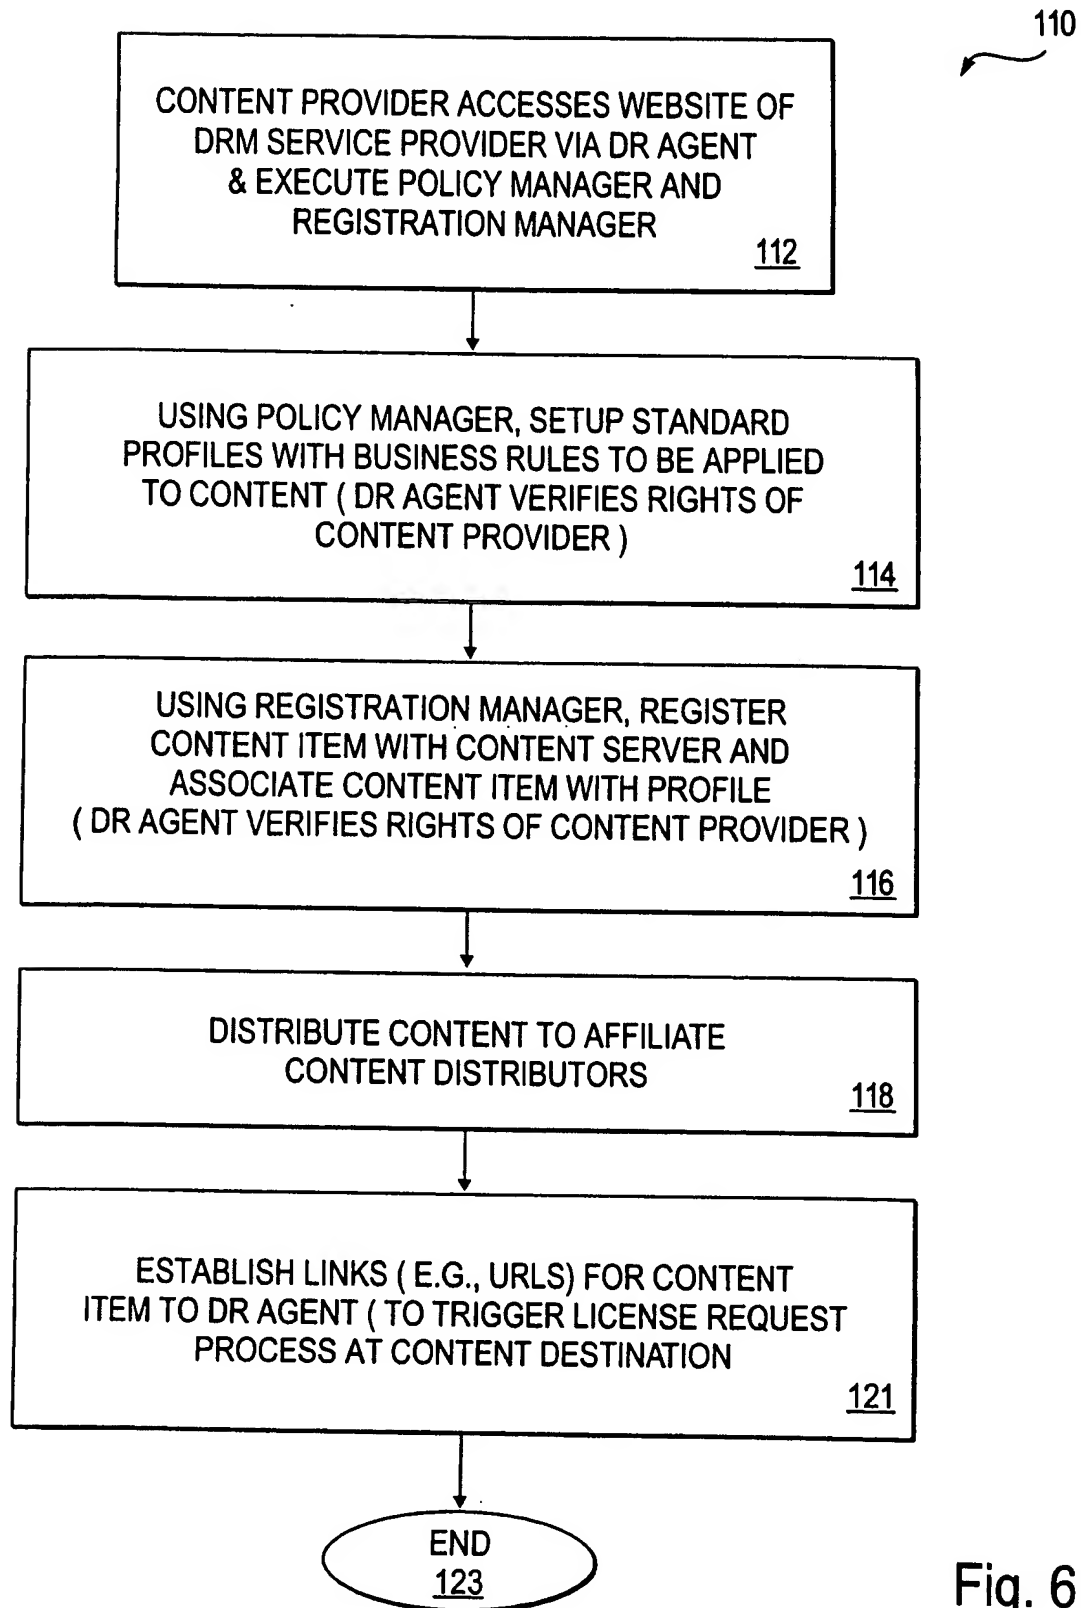 110
CONTENT PROVIDER ACCESSES WEBSITE OF
DRM SERVICE PROVIDER VIA DR AGENT
& EXECUTE POLICY MANAGER AND
REGISTRATION MANAGER
112
USING POLICY MANAGER, SETUP STANDARD
PROFILES WITH BUSINESS RULES TO BE APPLIED
TO CONTENT ( DR AGENT VERIFIES RIGHTS OF
CONTENT PROVIDER )
114
USING REGISTRATION MANAGER, REGISTER
CONTENT ITEM WITH CONTENT SERVER AND
ASSOCIATE CONTENT ITEM WITH PROFILE
( DR AGENT VERIFIES RIGHTS OF CONTENT PROVIDER )
116
DISTRIBUTE CONTENT TO AFFILIATE
CONTENT DISTRIBUTORS
118
ESTABLISH LINKS ( E.G., URLS) FOR CONTENT
ITEM TO DR AGENT ( TO TRIGGER LICENSE REQUEST
PROCESS AT CONTENT DESTINATION
121
END
123
Fig. 6